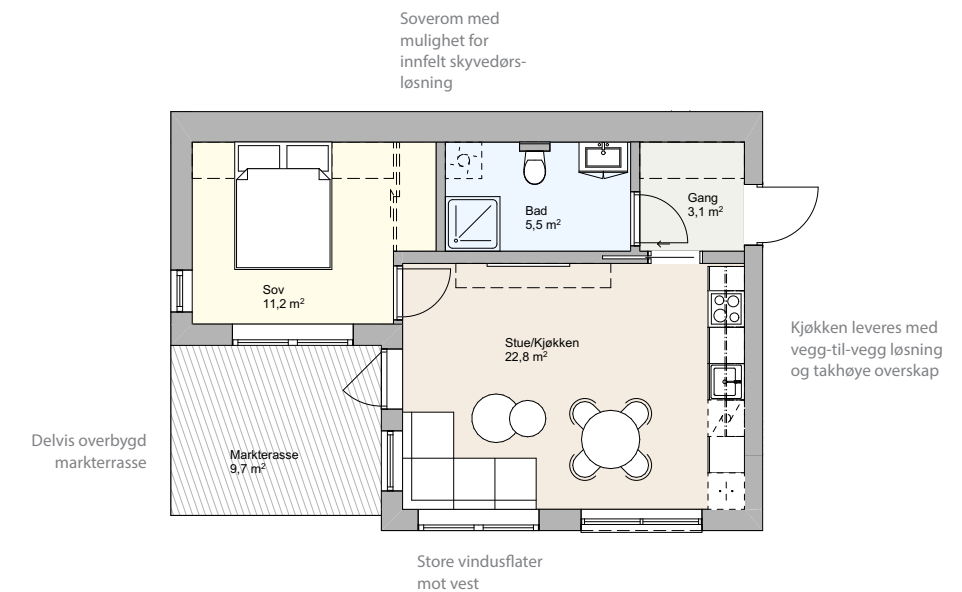 Soverom med
mulighet for
innfelt skyvedørs-
løsning
Gang
3,1 m²
Bad
5,5 m²
Sov
11,2 m²
Stue/Kjøkken
22,8 m²
Kjøkken leveres med
vegg-til-vegg løsning
og takhøye overskap
Delvis overbygd
markterrasse
Markterasse
9,7 m²
Store vindusflater
mot vest